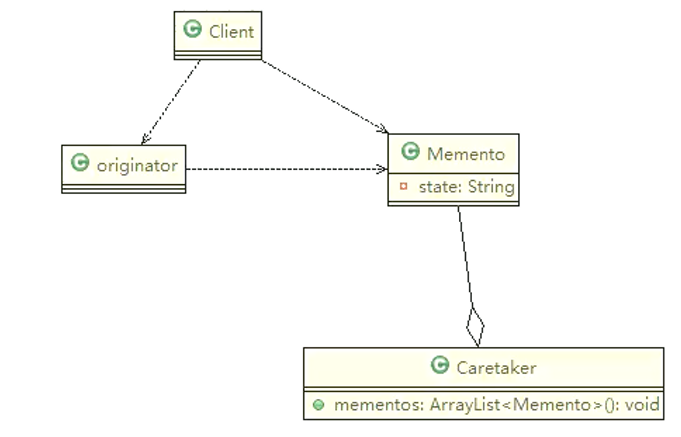 C Client
C originator
C Memento
state: String
C Caretaker
mementos: ArrayList<Memento>(): void